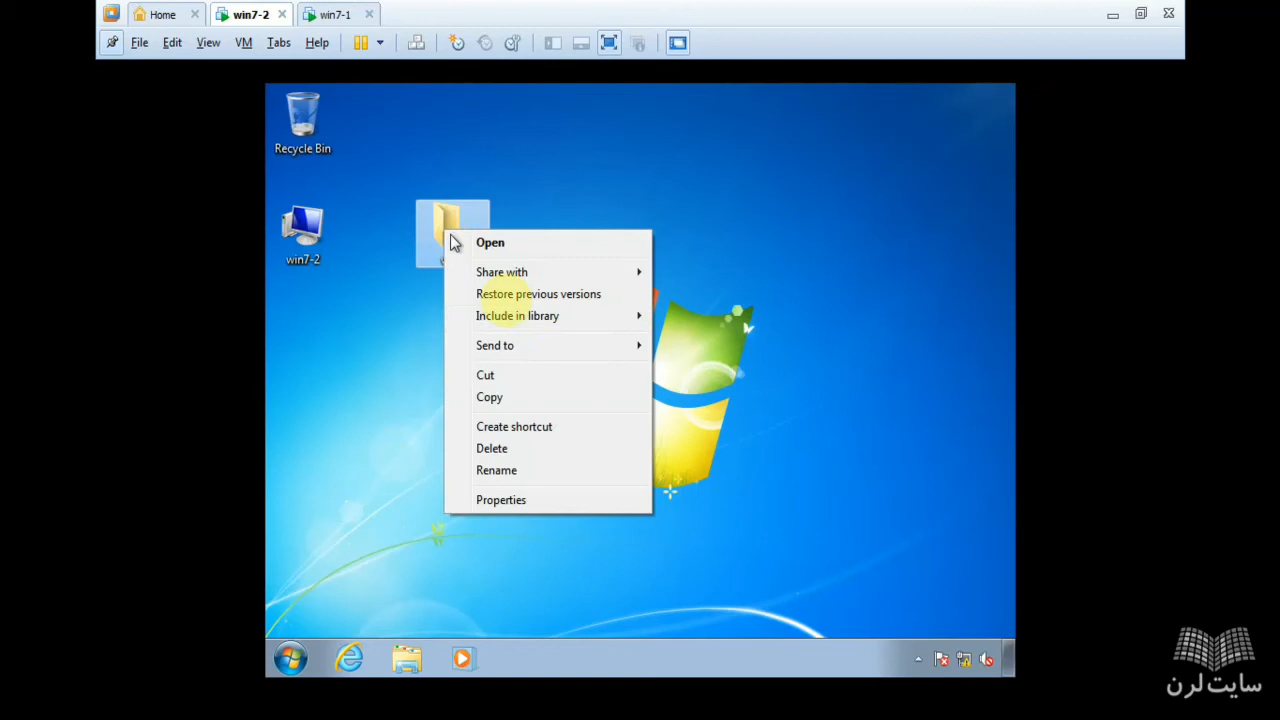 Home
win7-2
win7-1
File Edit View VM Tabs Help
Recycle Bin
win7-2
Open
Share with
Restore previous versions
Include in library
Send to
Cut
Copy
Create shortcut
Delete
Rename
Properties
سایت لرن